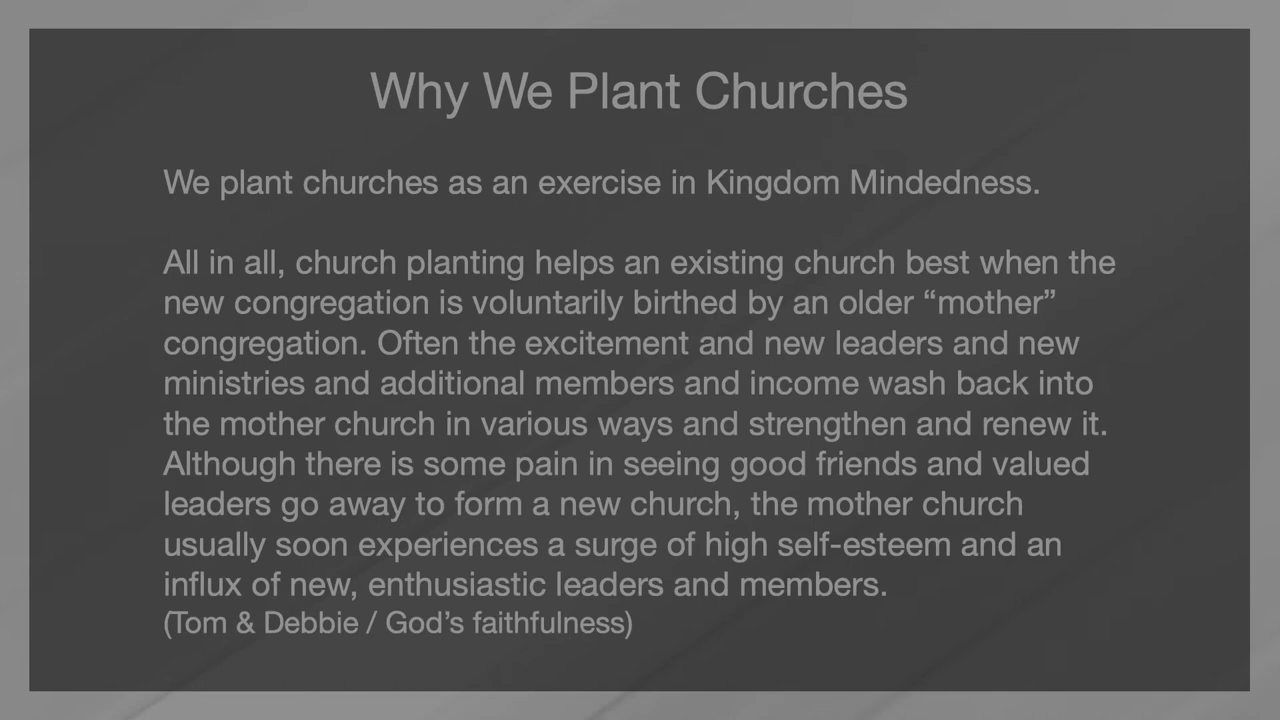 Why We Plant Churches
We plant churches as an exercise in Kingdom Mindedness.
All in all, church planting helps an existing church best when the
new congregation is voluntarily birthed by an older “mother”
congregation. Often the excitement and new leaders and new
ministries and additional members and income wash back into
the mother church in various ways and strengthen and renew it.
Although there is some pain in seeing good friends and valued
leaders go away to form a new church, the mother church
usually soon experiences a surge of high self-esteem and an
influx of new, enthusiastic leaders and members.
(Tom & Debbie / God’s faithfulness)